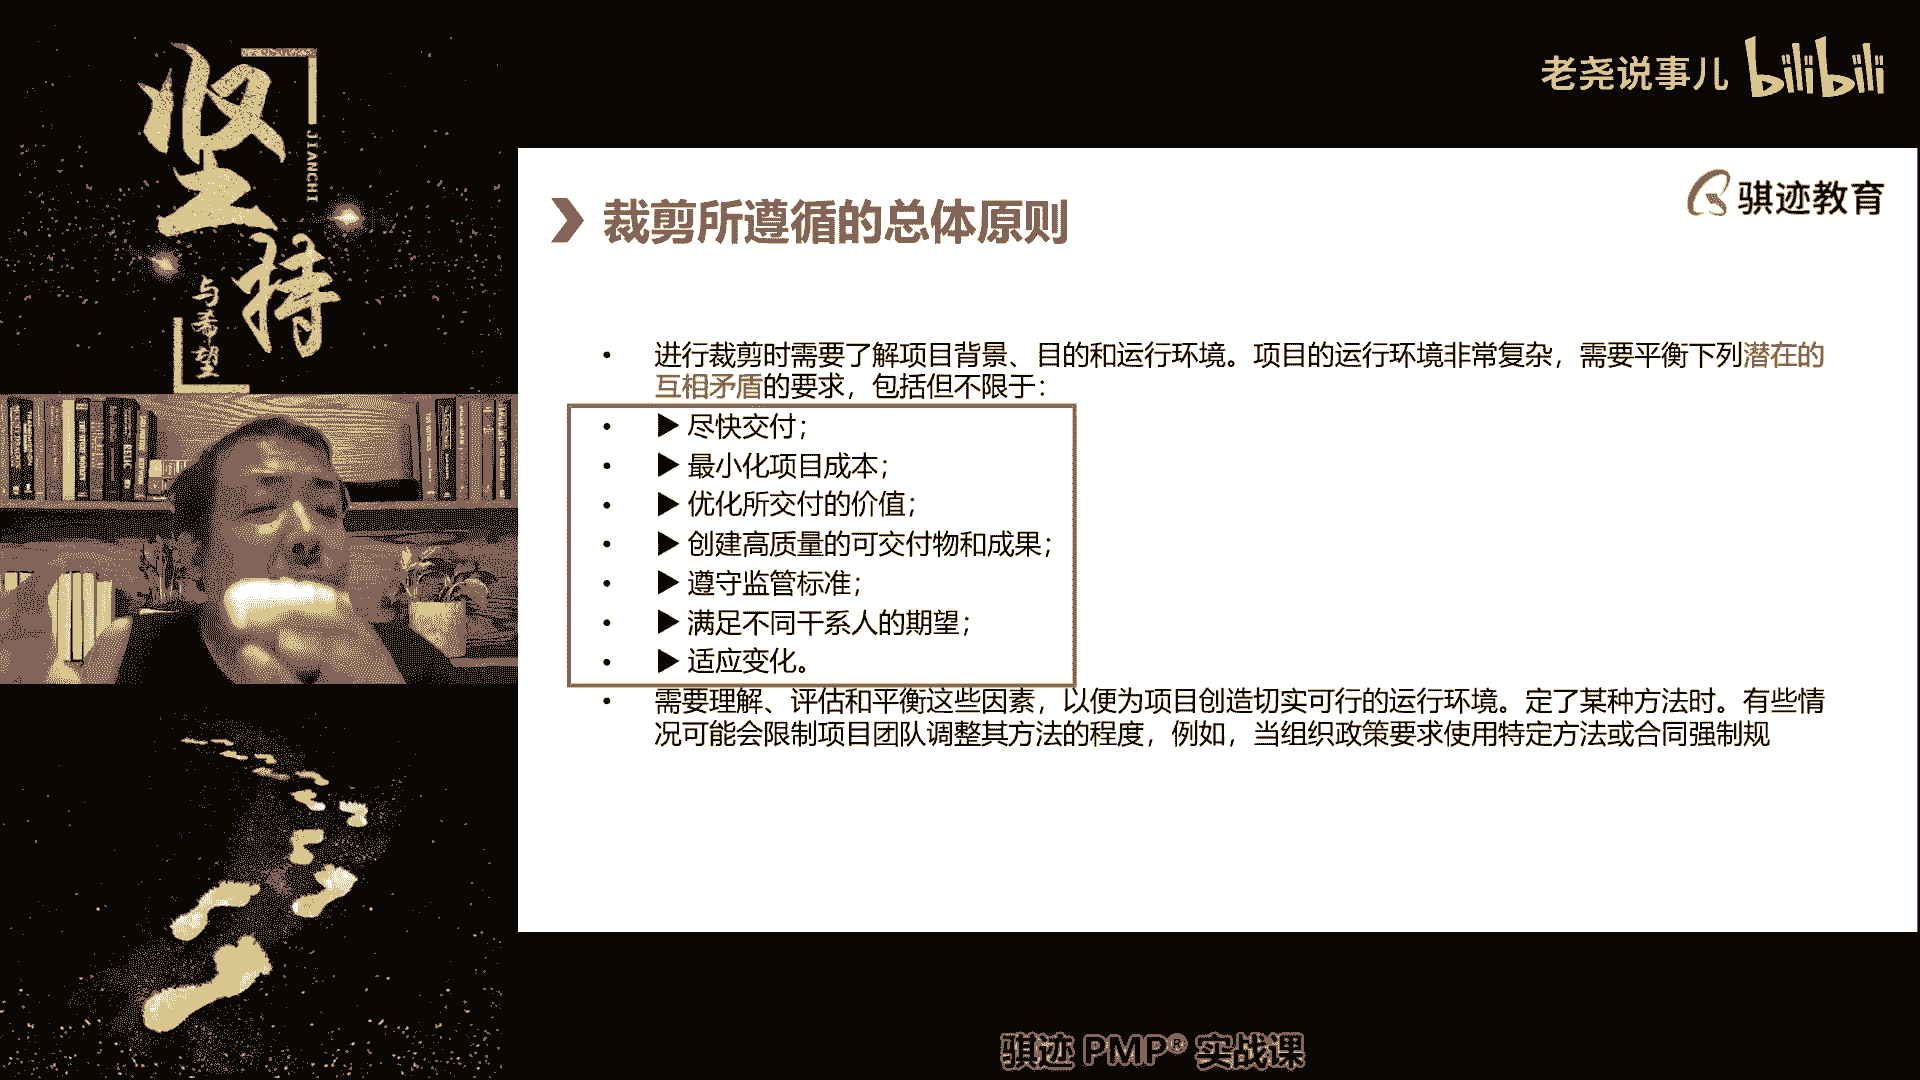 坚持
JIANCHI
与希望
老尧说事儿 bilibili
骐迹教育
裁剪所遵循的总体原则
• 进行裁剪时需要了解项目背景、目的和运行环境。项目的运行环境非常复杂，需要平衡下列潜在的
互相矛盾的要求，包括但不限于：
• ▶ 尽快交付；
• ▶ 最小化项目成本；
• ▶ 优化所交付的价值；
• ▶ 创建高质量的可交付物和成果；
• ▶ 遵守监管标准；
• ▶ 满足不同干系人的期望；
• ▶ 适应变化。
• 需要理解、评估和平衡这些因素，以便为项目创造切实可行的运行环境。定了某种方法时。有些情
况可能会限制项目团队调整其方法的程度，例如，当组织政策要求使用特定方法或合同强制规
骐迹 PMP® 实战课